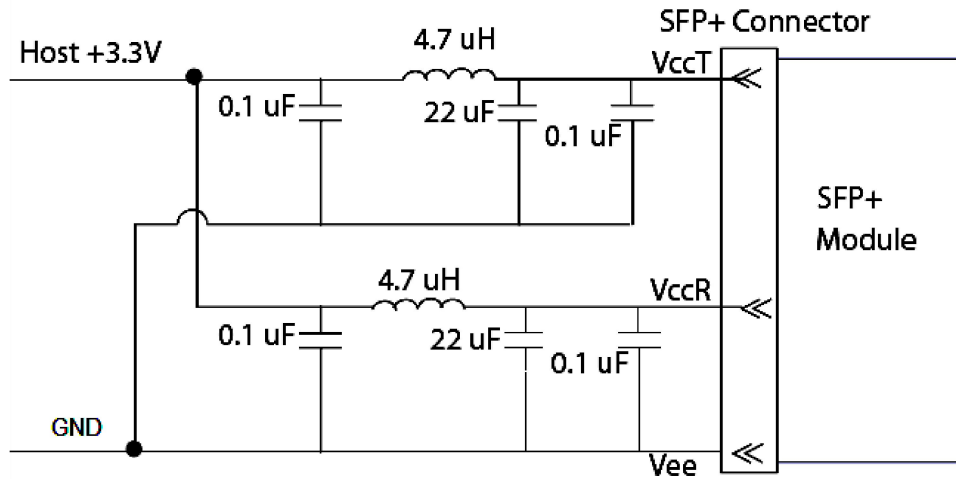 SFP+ Connector
4.7 uH
Host +3.3V
VccT
0.1 uF
22 uF
0.1 uF
SFP+
Module
4.7 uH
VccR
0.1 uF
22 uF
0.1 uF
GND
Vee